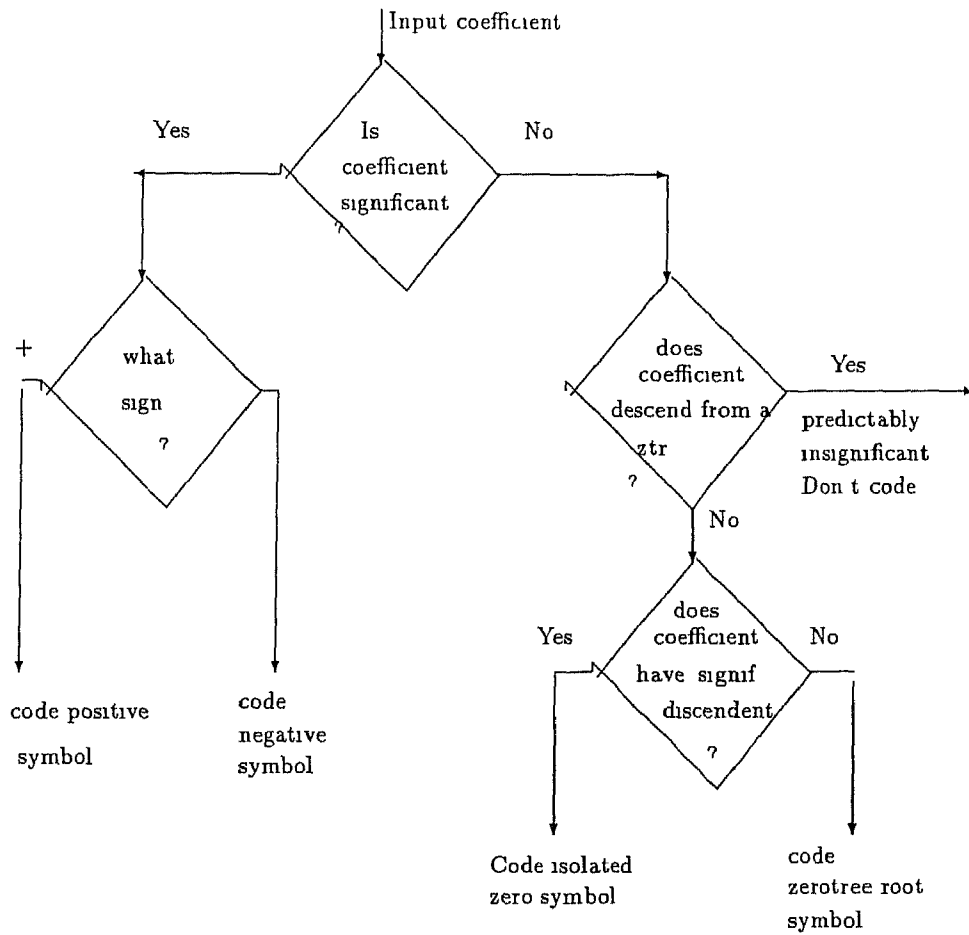 Input coefficient
Yes
Is
No
coefficient
significant
?
+
what
sign
?
does
coefficient
descend from a
ztr
?
Yes
predictably
insignificant
Don t code
No
does
coefficient
have signif
discendent
?
Yes
No
code positive
symbol
code
negative
symbol
Code isolated
zero symbol
code
zerotree root
symbol